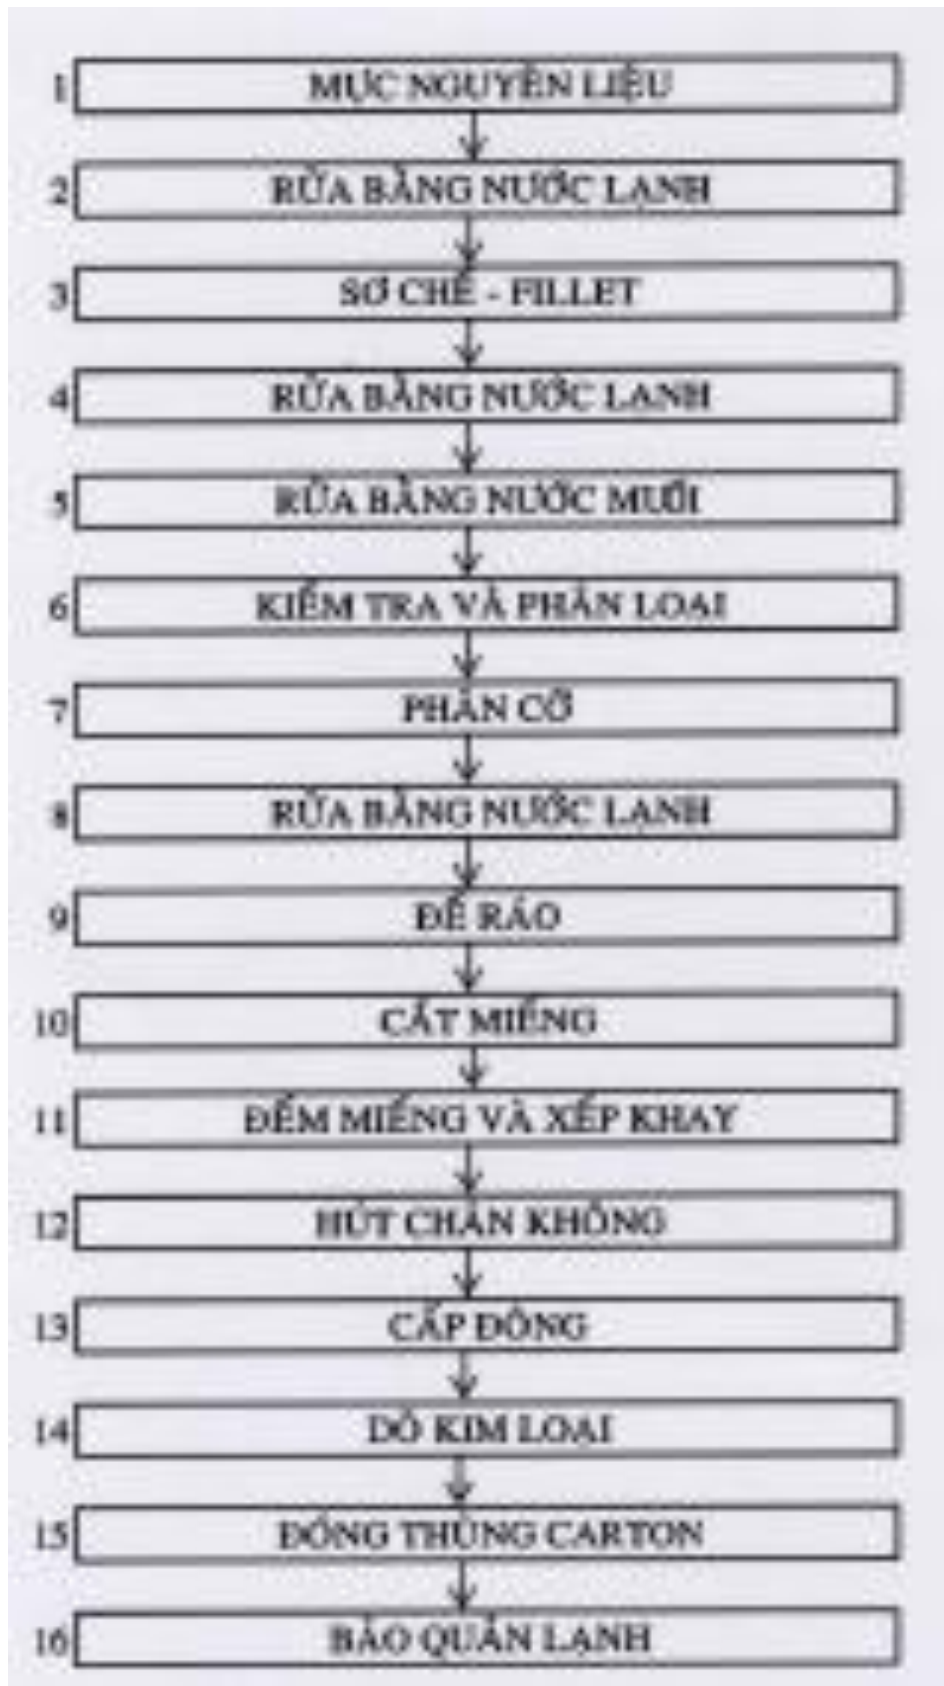 1 MỰC NGUYÊN LIỆU
2 RỬA BẰNG NƯỚC LẠNH
3 SƠ CHẾ - FILLET
4 RỬA BẰNG NƯỚC LẠNH
5 RỬA BẰNG NƯỚC MUỐI
6 KIỂM TRA VÀ PHÂN LOẠI
7 PHÂN CỠ
8 RỬA BẰNG NƯỚC LẠNH
9 ĐỂ RÁO
10 CẮT MIẾNG
11 ĐẾM MIẾNG VÀ XẾP KHAY
12 HÚT CHÂN KHÔNG
13 CẤP ĐÔNG
14 DÒ KIM LOẠI
15 ĐÓNG THÙNG CARTON
16 BẢO QUẢN LẠNH